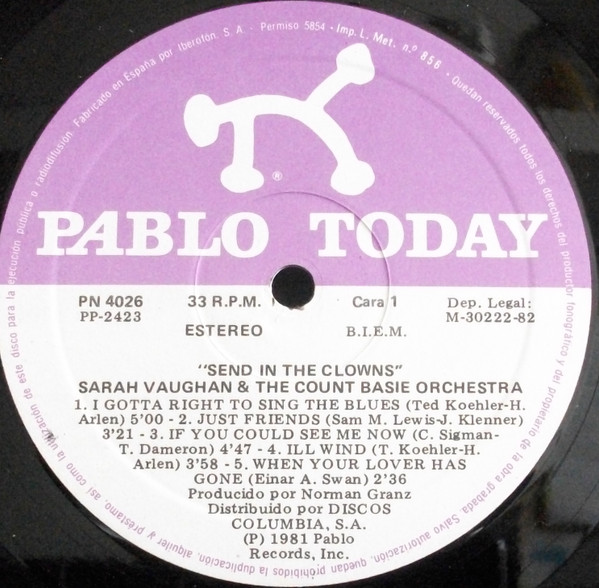 Fabricado en España por Iberofón, S. A. - Permiso 5854 - Imp. L. Met. n.º 856 - Quedan reservados todos los derechos del productor fonográfico y del propietario de la obra grabada. Salvo autorización, quedan prohibidos la duplicación, alquiler y préstamo, así como la utilización de este disco para la ejecución pública o radiodifusión.
®
PABLO TODAY
PN 4026 33 R.P.M. Cara 1 Dep. Legal:
PP-2423 M-30222-82
ESTEREO B.I.E.M.
"SEND IN THE CLOWNS"
SARAH VAUGHAN & THE COUNT BASIE ORCHESTRA
1. I GOTTA RIGHT TO SING THE BLUES (Ted Koehler-H.
Arlen) 5'00 - 2. JUST FRIENDS (Sam M. Lewis-J. Klenner)
3'21 - 3. IF YOU COULD SEE ME NOW (C. Sigman-
T. Dameron) 4'47 - 4. ILL WIND (T. Koehler-H.
Arlen) 3'58 - 5. WHEN YOUR LOVER HAS
GONE (Einar A. Swan) 2'36
Producido por Norman Granz
Distribuido por DISCOS
COLUMBIA, S.A.
(P) 1981 Pablo
Records, Inc.